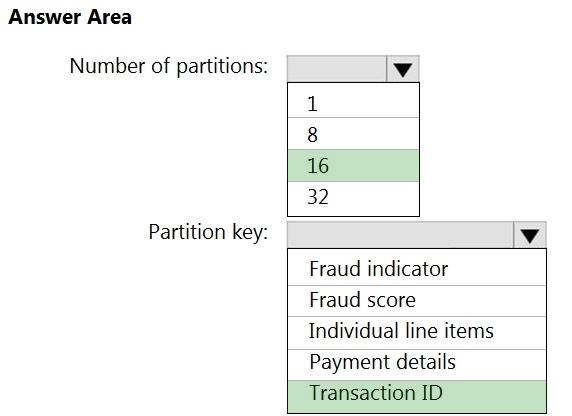 Answer Area
Number of partitions:
1
8
16
32
Partition key:
Fraud indicator
Fraud score
Individual line items
Payment details
Transaction ID